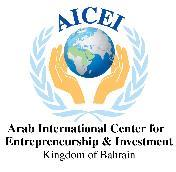 AICEI
Arab International Center for
Entrepreneurship & Investment
Kingdom of Bahrain